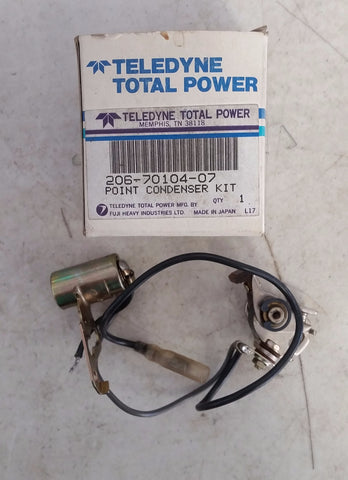 TELEDYNE
TOTAL POWER
TELEDYNE TOTAL POWER
MEMPHIS, TN 38118
206-70104-07
POINT CONDENSER KIT
QTY 1
TELEDYNE TOTAL POWER MFG. BY
FUJI HEAVY INDUSTRIES LTD. MADE IN JAPAN L17